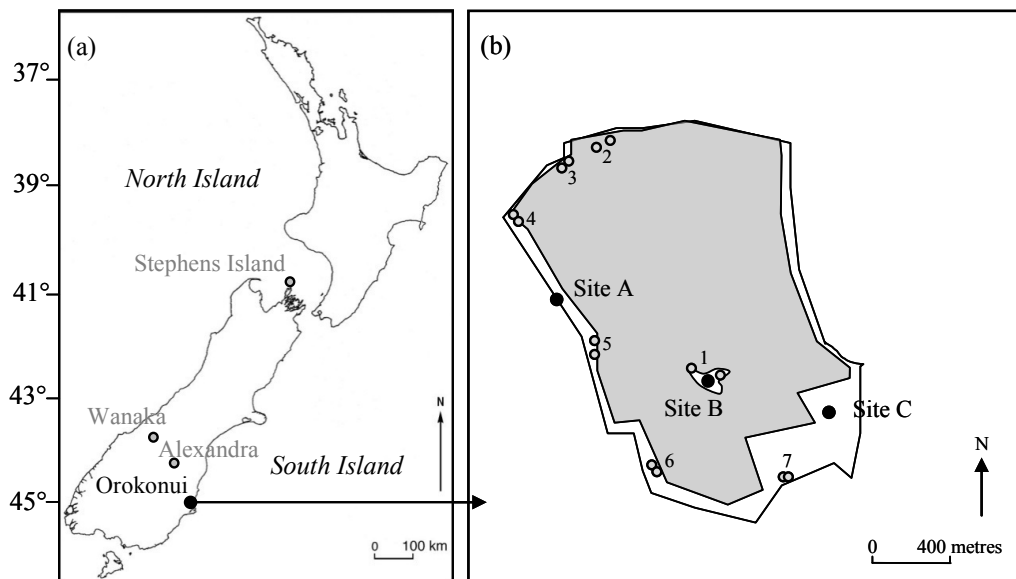 (a)
37°
39°
41°
43°
45°
North Island
Stephens Island
Wanaka
Alexandra
Orokonui
South Island
N
0 100 km
(b)
2
3
4
Site A
5
1
Site B
Site C
6
7
N
0 400 metres